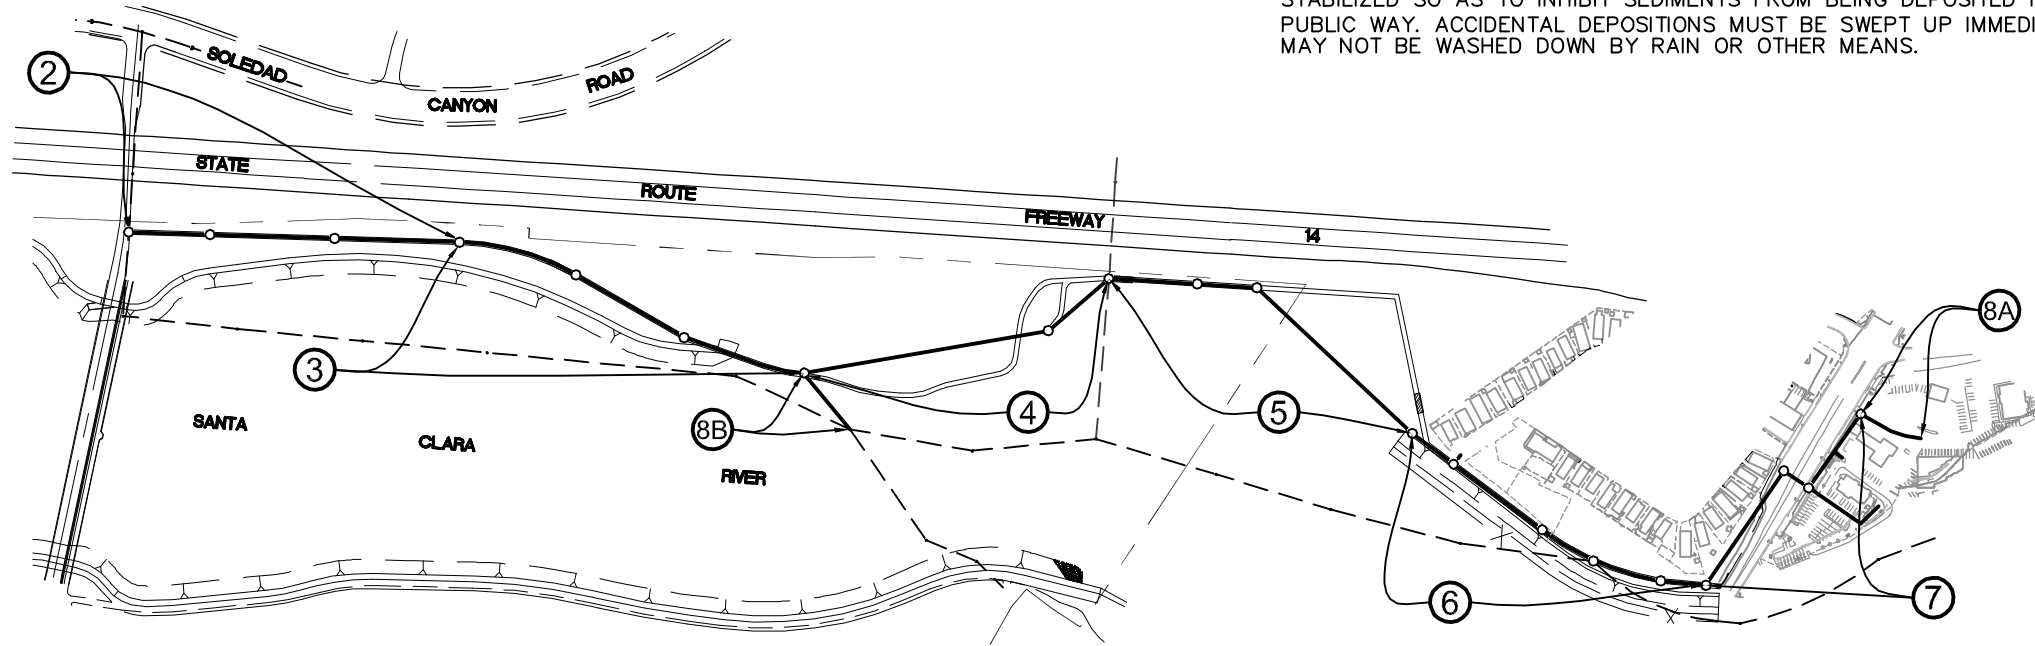 STABILIZED SO AS TO INHIBIT SEDIMENTS FROM BEING DEPOSITED
PUBLIC WAY. ACCIDENTAL DEPOSITIONS MUST BE SWEPT UP IMMEDI
MAY NOT BE WASHED DOWN BY RAIN OR OTHER MEANS.
2
SOLEDAD
CANYON
ROAD
STATE
ROUTE
FREEWAY
14
8A
3
4
5
8B
SANTA
CLARA
RIVER
6
7